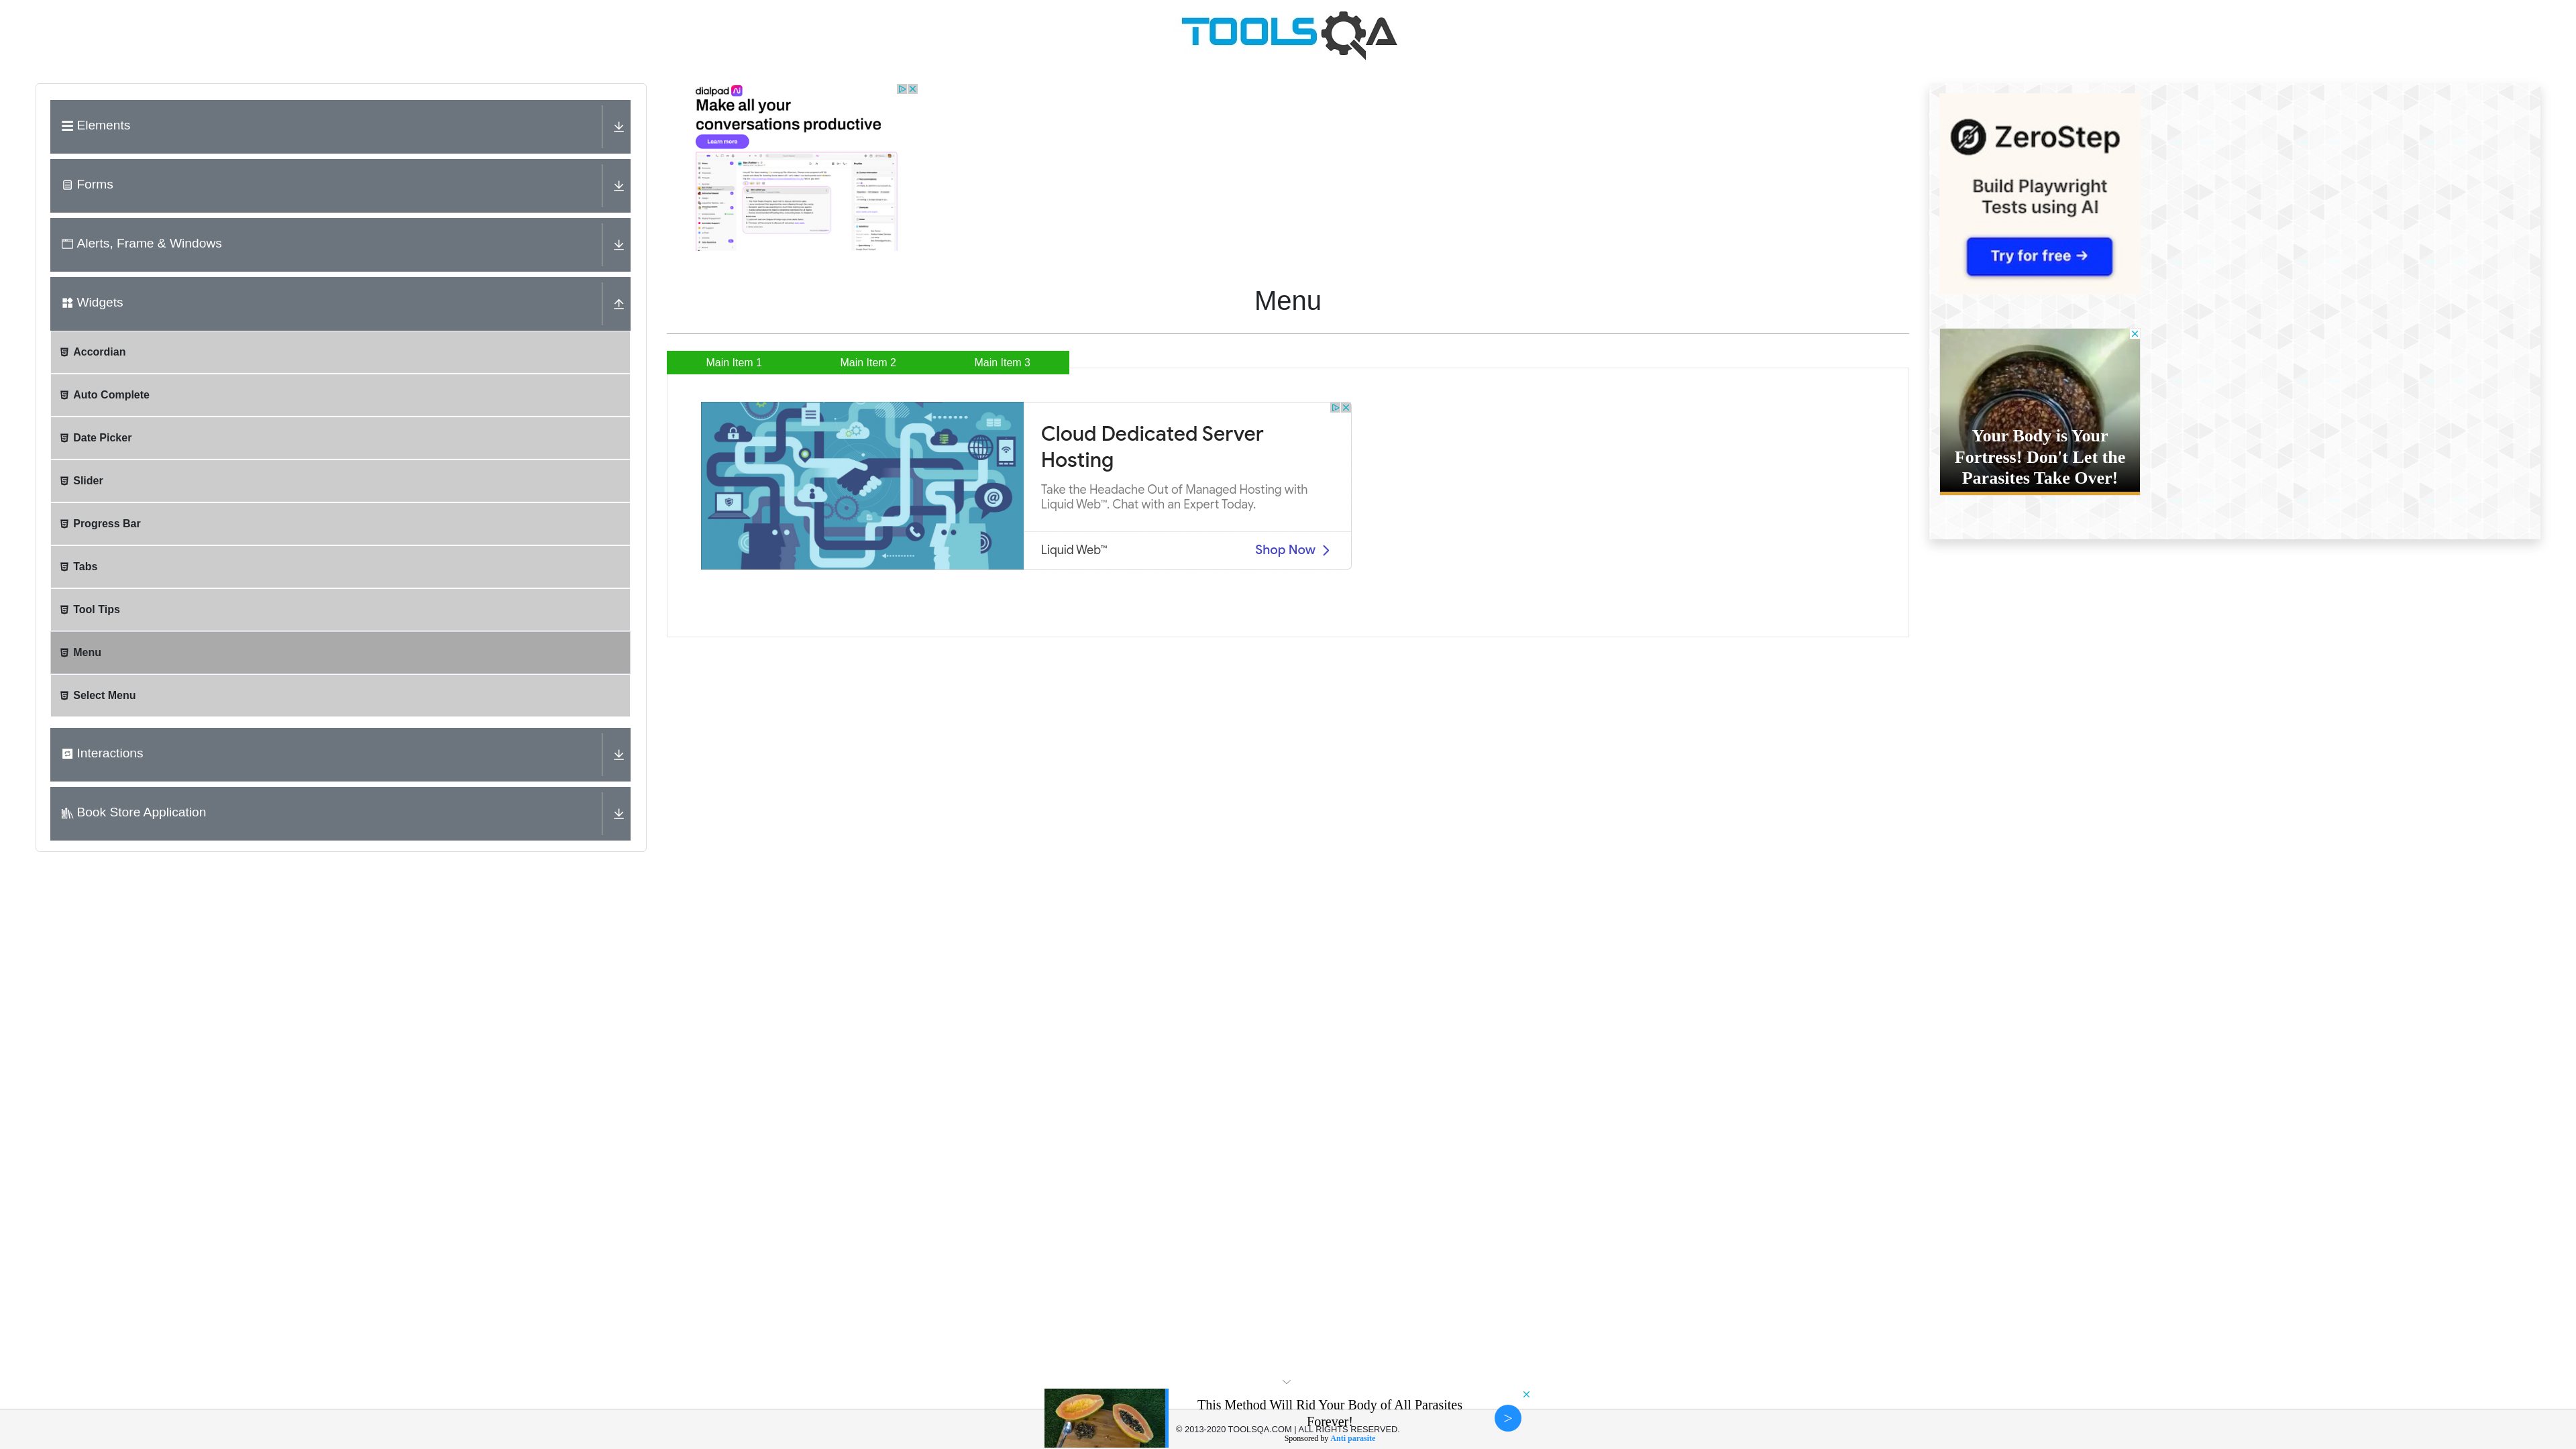 TOOLSQA
Elements
Forms
Alerts, Frame & Windows
Widgets
Accordian
Auto Complete
Date Picker
Slider
Progress Bar
Tabs
Tool Tips
Menu
Select Menu
Interactions
Book Store Application
dialpad Ai
Make all your
conversations productive
Learn more
Menu
Main Item 1
Main Item 2
Main Item 3
Cloud Dedicated Server
Hosting
Take the Headache Out of Managed Hosting with
Liquid Web™. Chat with an Expert Today.
Liquid Web™
Shop Now
ZeroStep
Build Playwright
Tests using AI
Try for free →
Your Body is Your
Fortress! Don't Let the
Parasites Take Over!
This Method Will Rid Your Body of All Parasites
Forever!
© 2013-2020 TOOLSQA.COM | ALL RIGHTS RESERVED.
Sponsored by Anti parasite